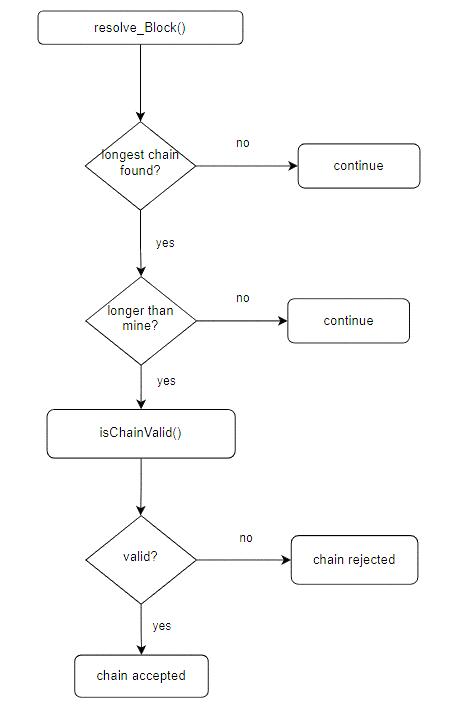 resolve_Block()
longest chain
found?
no
continue
yes
longer than
mine?
no
continue
yes
isChainValid()
valid?
no
chain rejected
yes
chain accepted